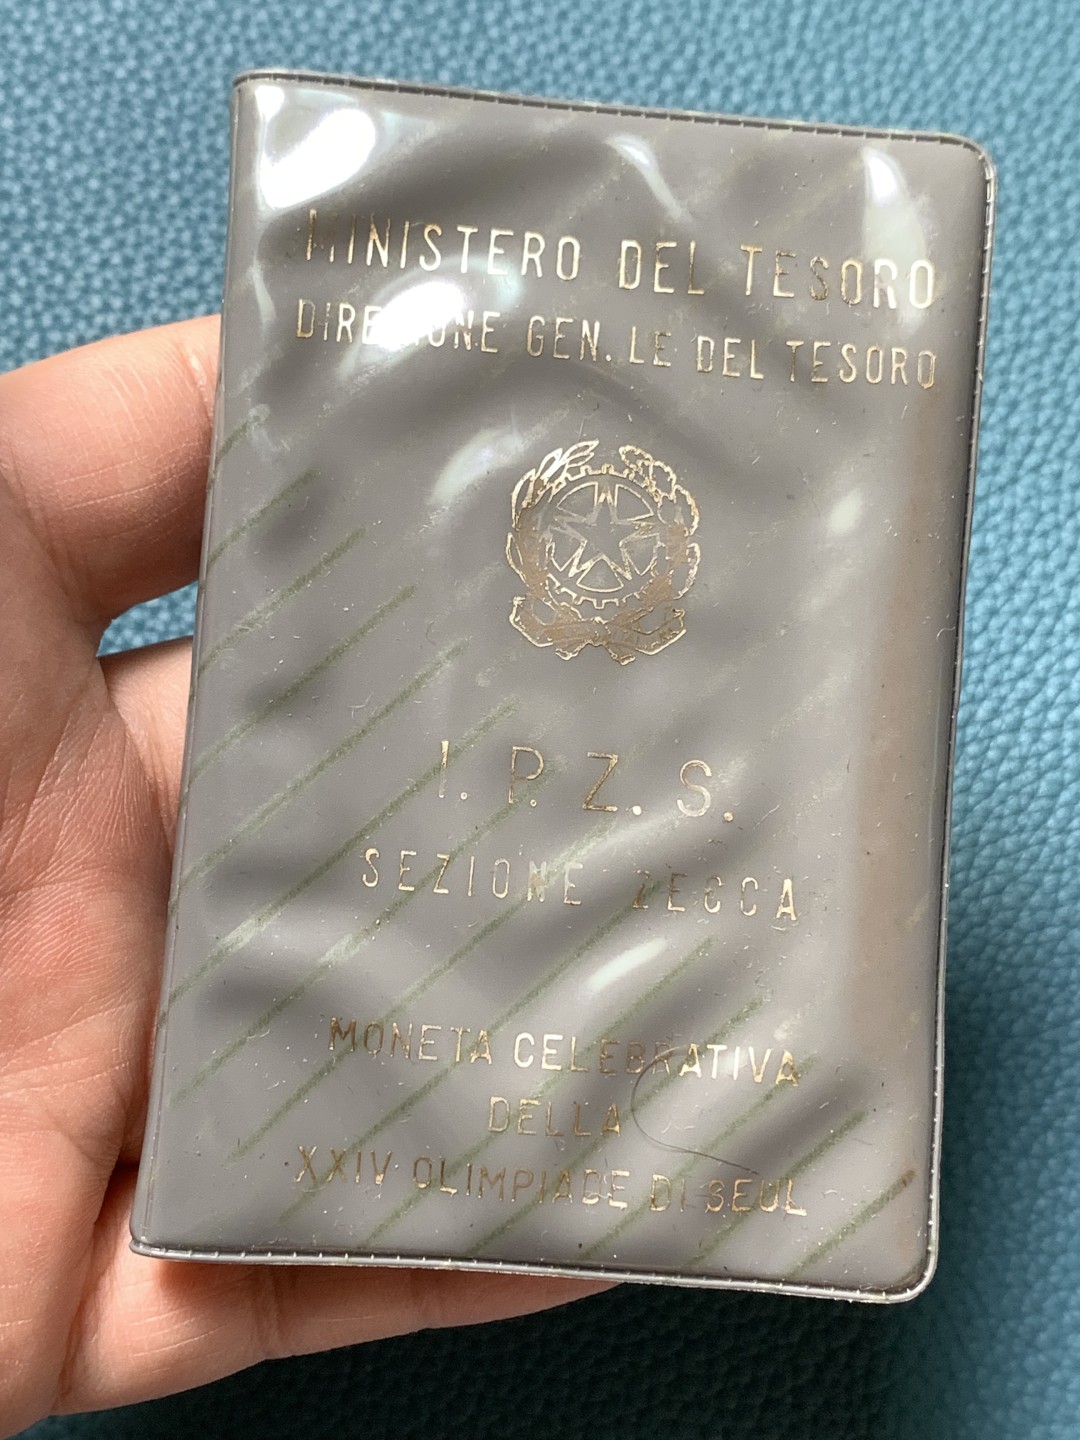 MINISTERO DEL TESORO
DIREZIONE GEN.LE DEL TESORO
I. P. Z. S.
SEZIONE ZECCA
MONETA CELEBRATIVA
DELLA
XXIV OLIMPIADE DI SEUL